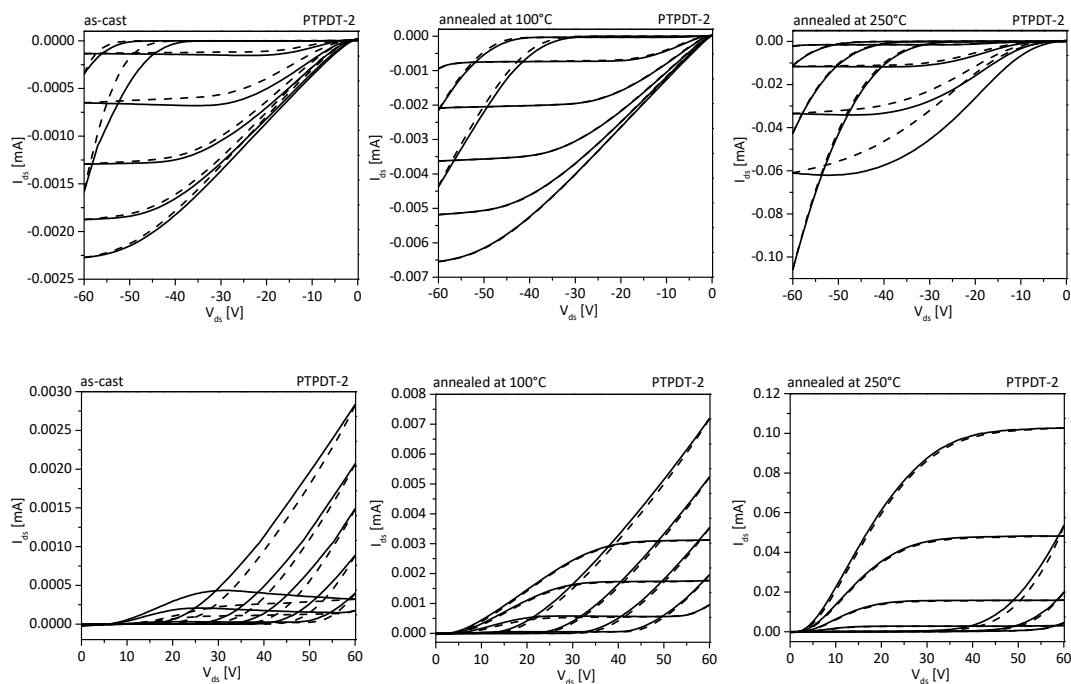 as-cast PTPDT-2
0.0000
-0.0005
-0.0010
-0.0015
-0.0020
-0.0025
I_ds [mA]
-60 -50 -40 -30 -20 -10 0
V_ds [V]
annealed at 100°C PTPDT-2
0.000
-0.001
-0.002
-0.003
-0.004
-0.005
-0.006
-0.007
I_ds [mA]
-60 -50 -40 -30 -20 -10 0
V_ds [V]
annealed at 250°C PTPDT-2
0.00
-0.02
-0.04
-0.06
-0.08
-0.10
I_ds [mA]
-60 -50 -40 -30 -20 -10 0
V_ds [V]
as-cast PTPDT-2
0.0030
0.0025
0.0020
0.0015
0.0010
0.0005
0.0000
I_ds [mA]
0 10 20 30 40 50 60
V_ds [V]
annealed at 100°C PTPDT-2
0.008
0.007
0.006
0.005
0.004
0.003
0.002
0.001
0.000
I_ds [mA]
0 10 20 30 40 50 60
V_ds [V]
annealed at 250°C PTPDT-2
0.12
0.10
0.08
0.06
0.04
0.02
0.00
I_ds [mA]
0 10 20 30 40 50 60
V_ds [V]